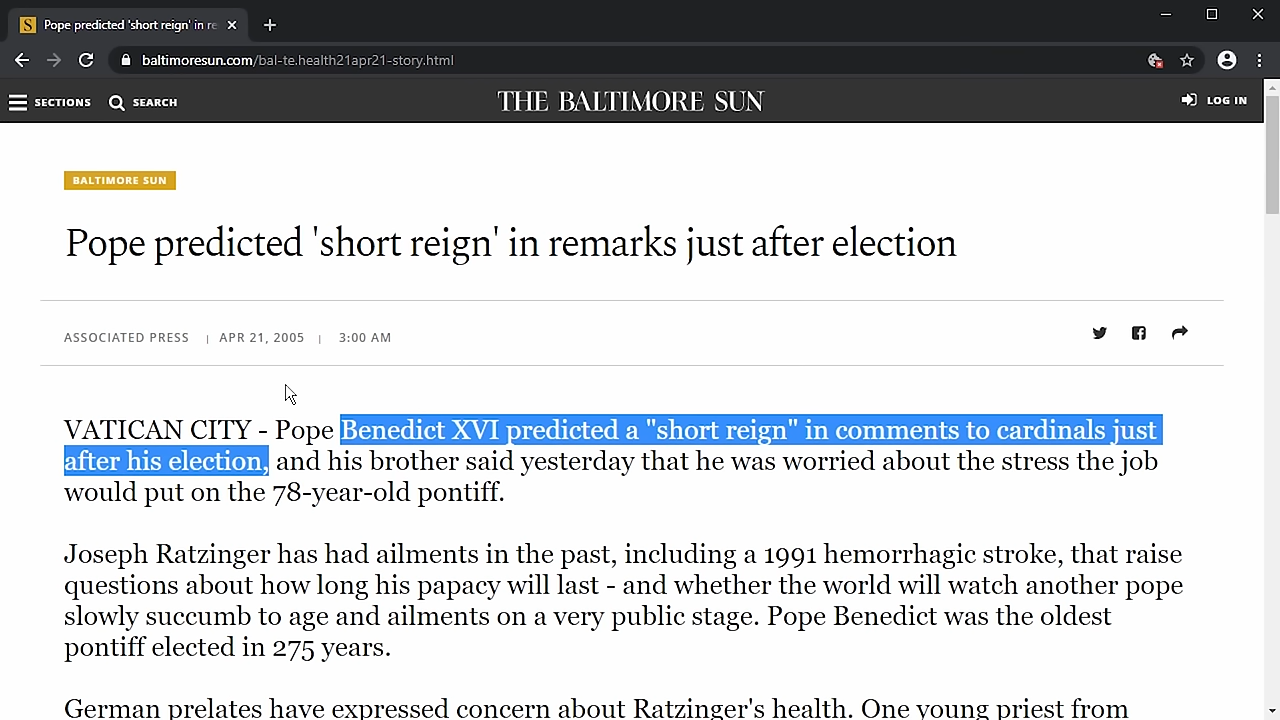 S Pope predicted 'short reign' in re
baltimoresun.com/bal-te.health21apr21-story.html
SECTIONS SEARCH THE BALTIMORE SUN LOG IN
BALTIMORE SUN
Pope predicted 'short reign' in remarks just after election
ASSOCIATED PRESS | APR 21, 2005 | 3:00 AM
VATICAN CITY - Pope Benedict XVI predicted a "short reign" in comments to cardinals just
after his election, and his brother said yesterday that he was worried about the stress the job
would put on the 78-year-old pontiff.
Joseph Ratzinger has had ailments in the past, including a 1991 hemorrhagic stroke, that raise
questions about how long his papacy will last - and whether the world will watch another pope
slowly succumb to age and ailments on a very public stage. Pope Benedict was the oldest
pontiff elected in 275 years.
German prelates have expressed concern about Ratzinger's health. One young priest from